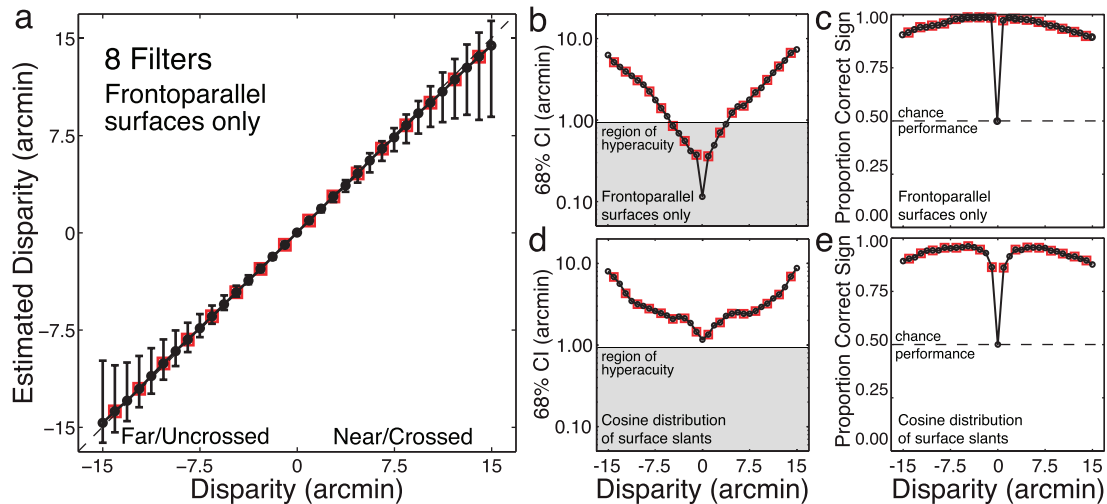 a
Estimated Disparity (arcmin)
15
7.5
0
−7.5
−15
8 Filters
Frontoparallel
surfaces only
Far/Uncrossed
Near/Crossed
−15
−7.5
0
7.5
15
Disparity (arcmin)
b
68% CI (arcmin)
10.0
1.00
0.10
region of
hyperacuity
Frontoparallel
surfaces only
c
Proportion Correct Sign
1.00
0.75
0.50
0.25
0.00
chance
performance
Frontoparallel
surfaces only
d
68% CI (arcmin)
10.0
1.00
0.10
region of
hyperacuity
Cosine distribution
of surface slants
-15
-7.5
0
7.5
15
Disparity (arcmin)
e
Proportion Correct Sign
1.00
0.75
0.50
0.25
0.00
chance
performance
Cosine distribution
of surface slants
-15
-7.5
0
7.5
15
Disparity (arcmin)